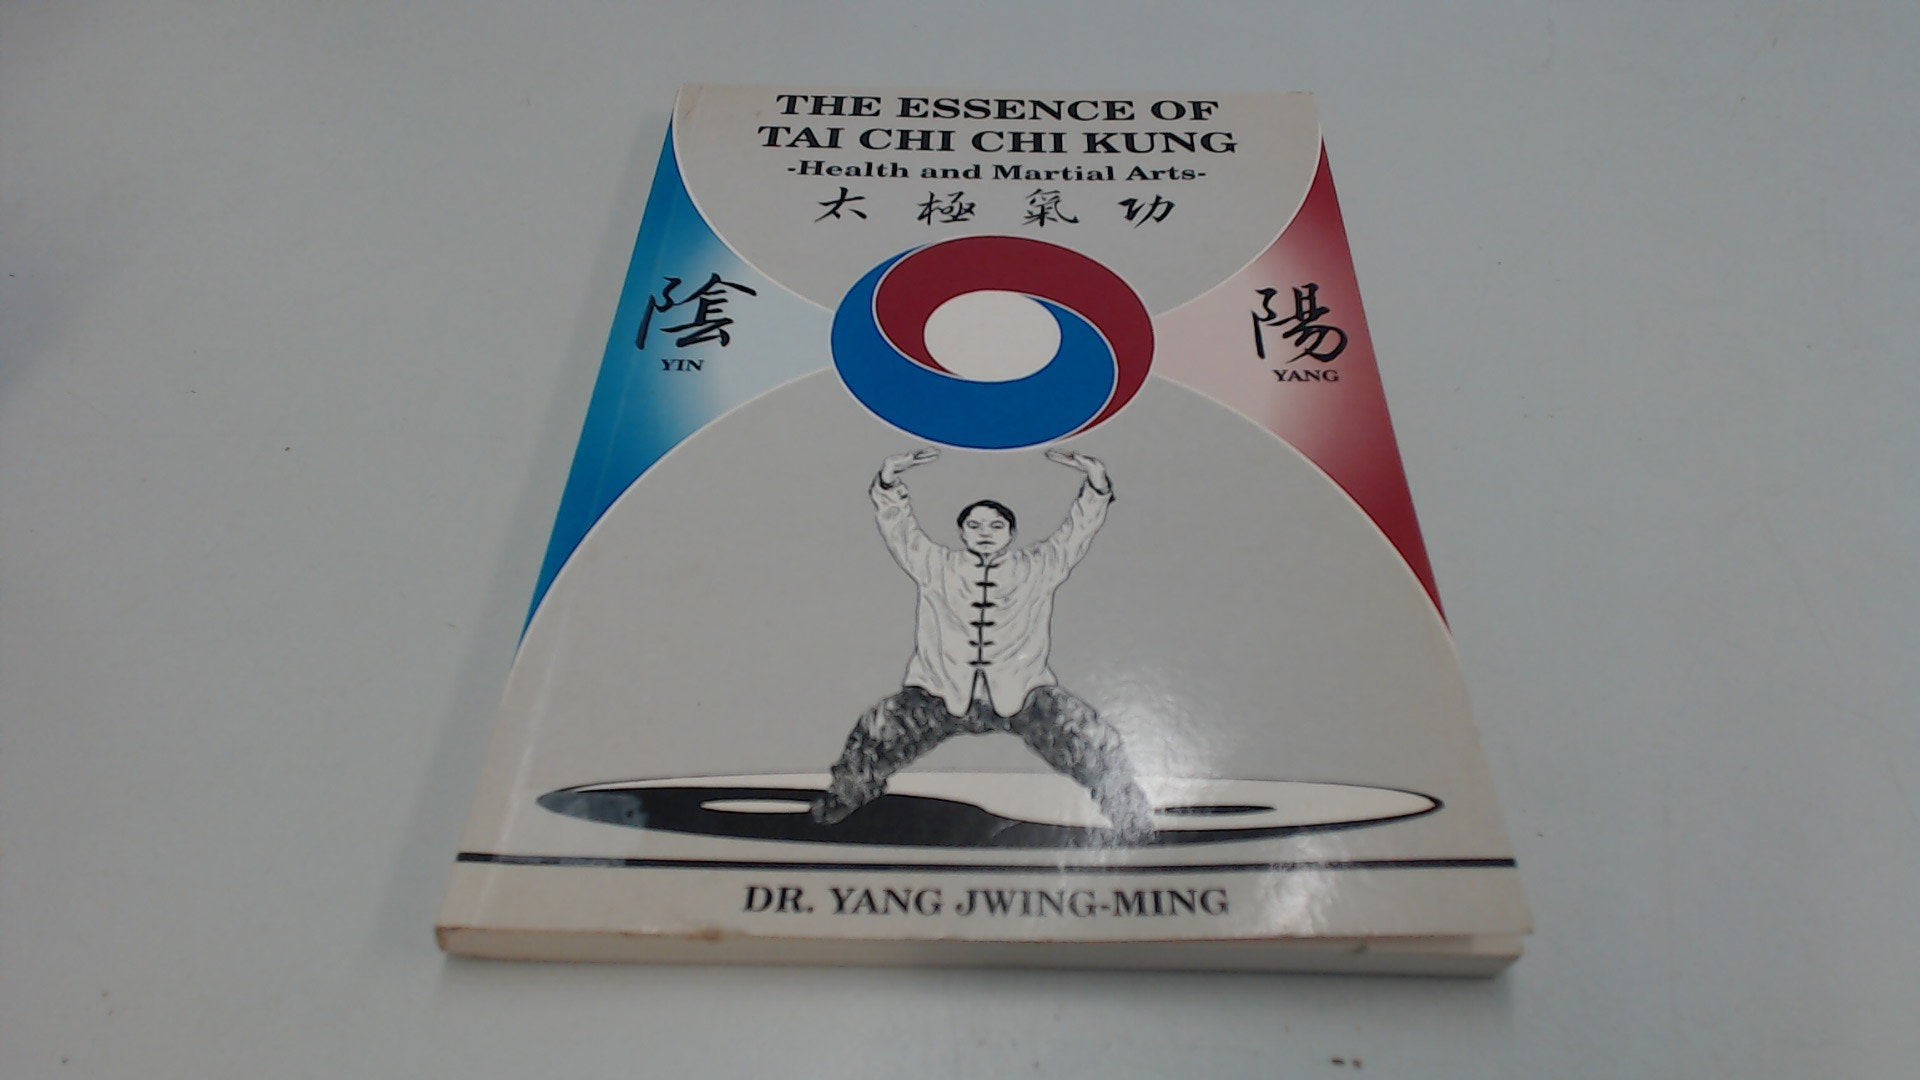 THE ESSENCE OF
TAI CHI CHI KUNG
-Health and Martial Arts-
太極氣功
陰
YIN
陽
YANG
DR. YANG JWING-MING